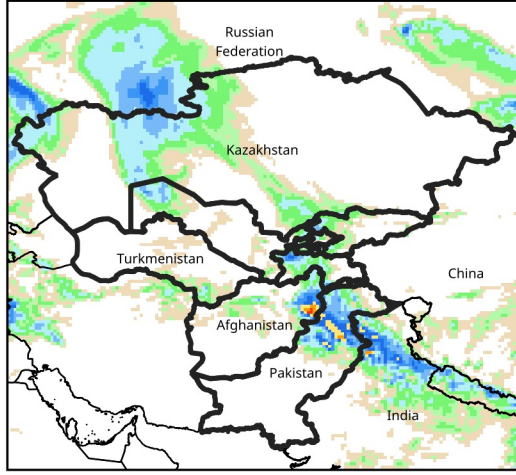 Russian
Federation
Kazakhstan
Turkmenistan
China
Afghanistan
Pakistan
India